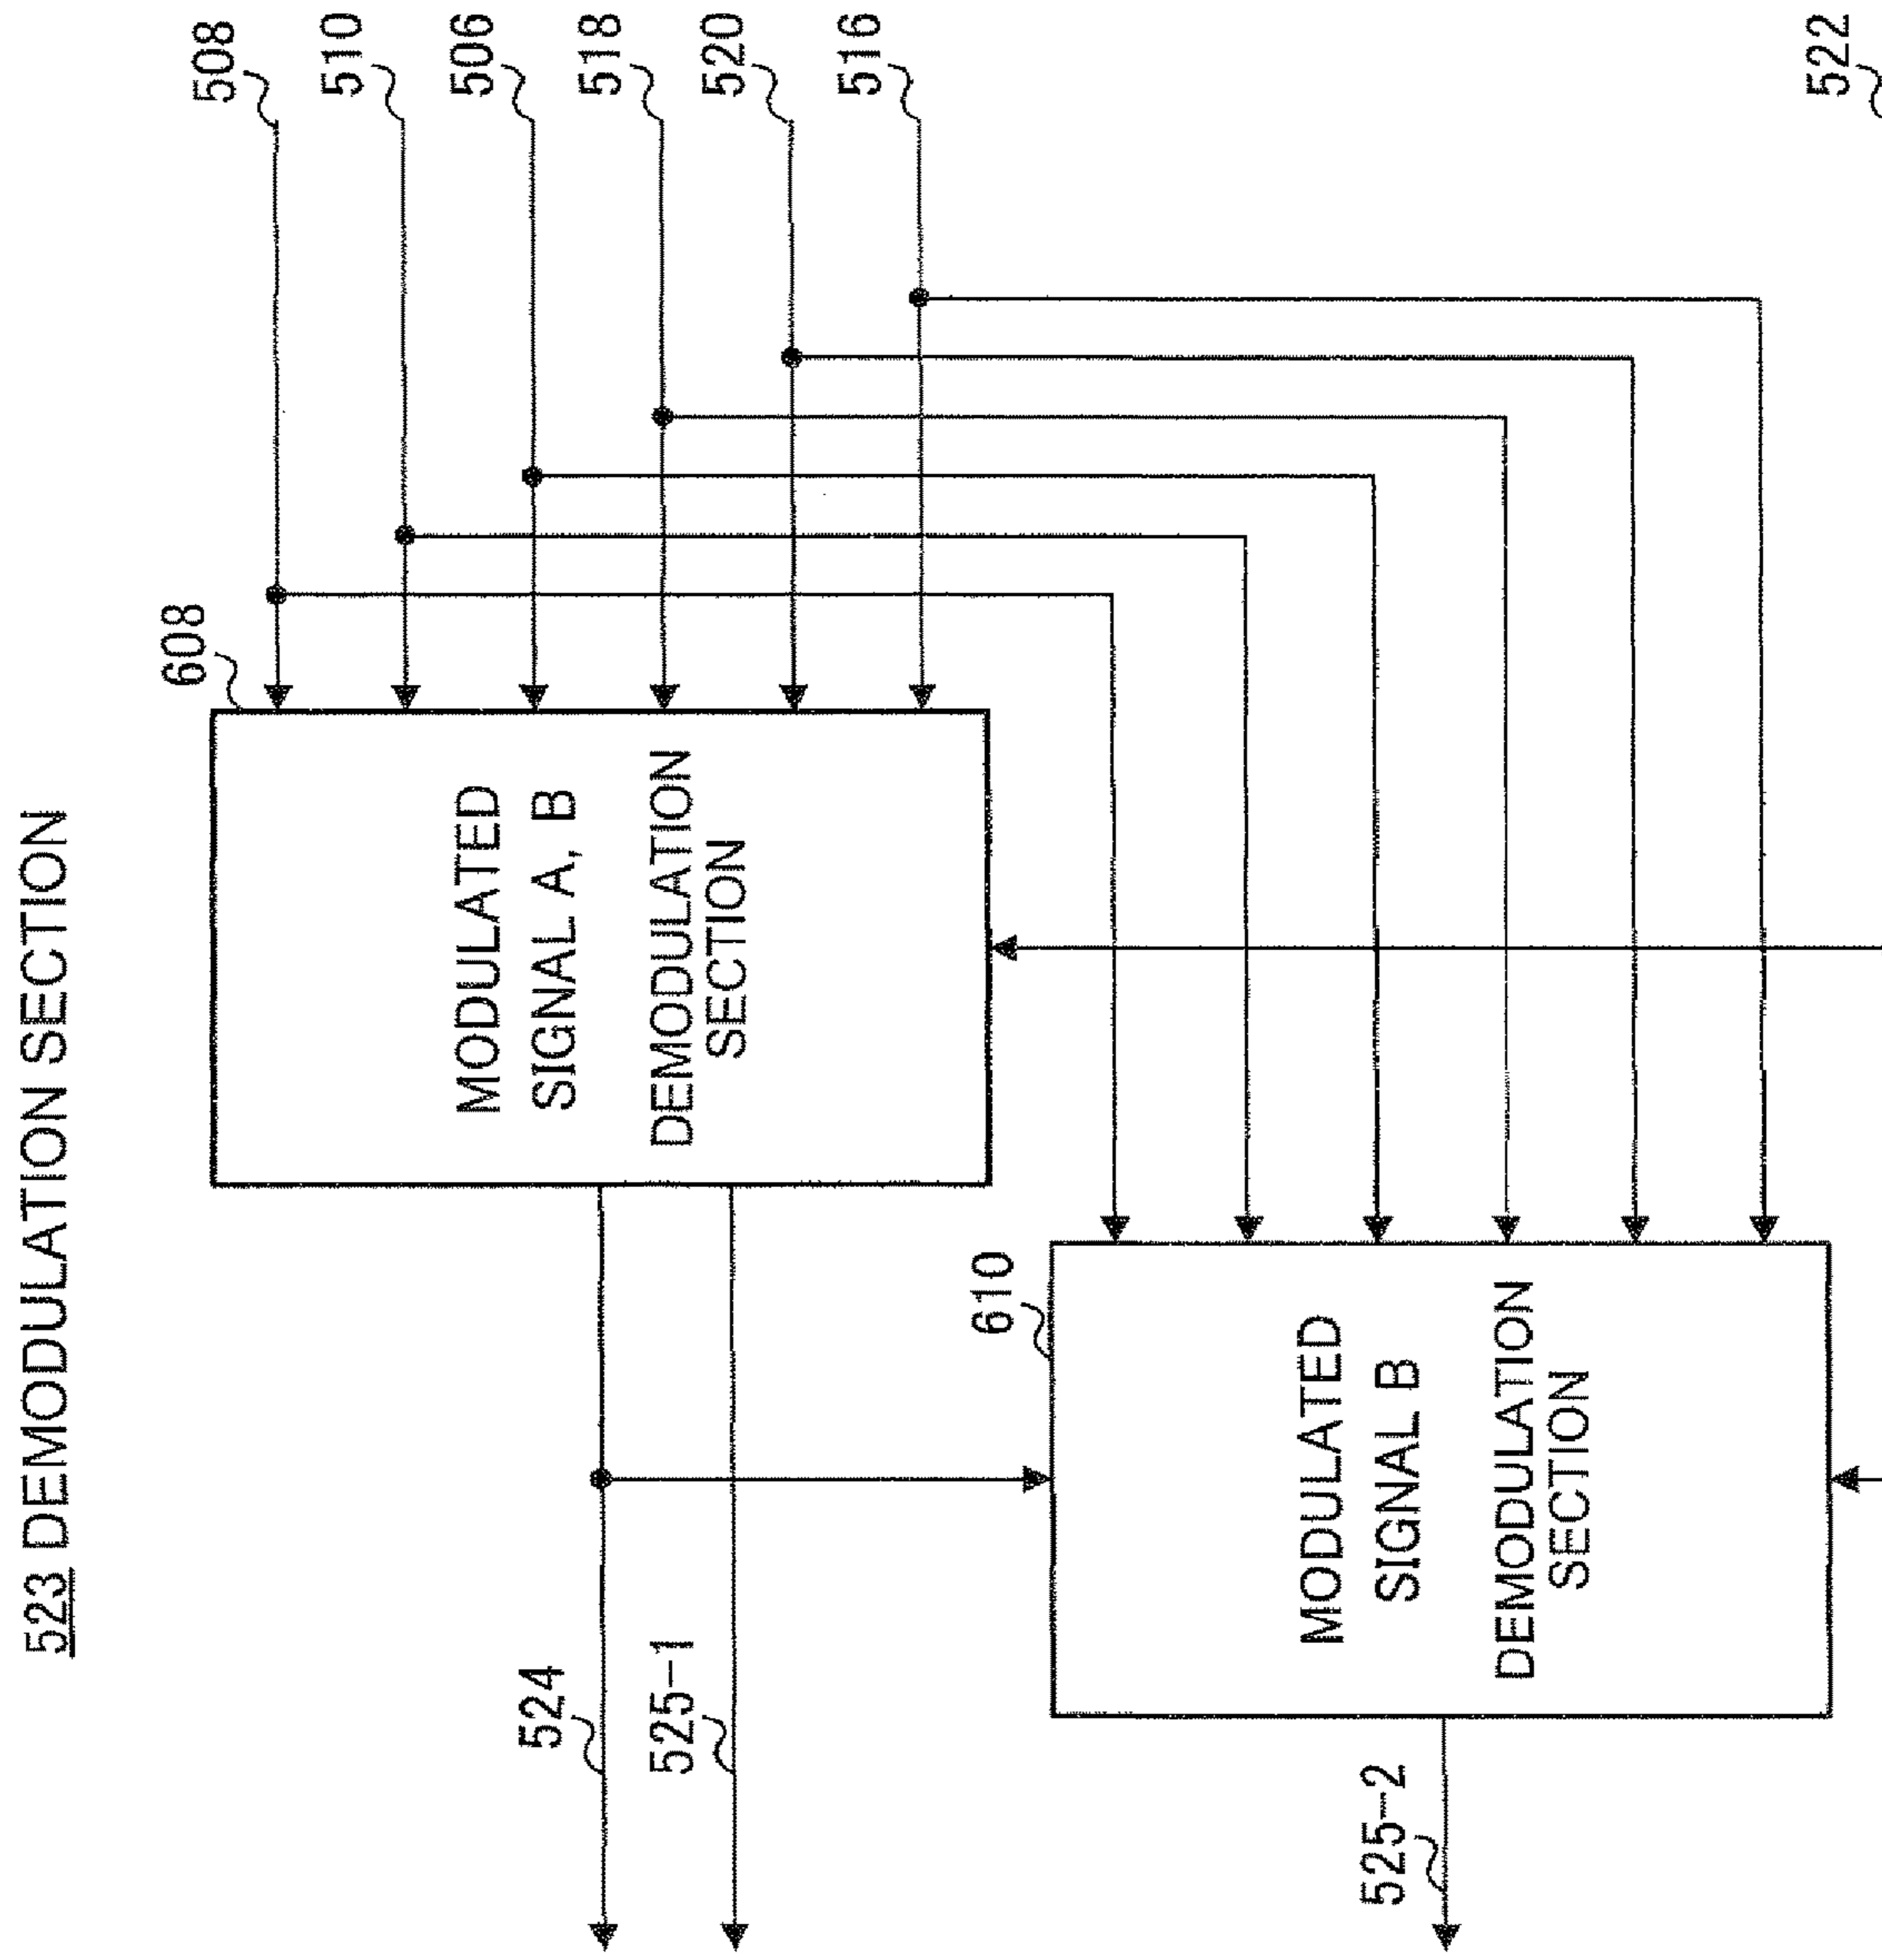 523 DEMODULATION SECTION
508
510
506
518
520
516
522
608
MODULATED
SIGNAL A, B
DEMODULATION
SECTION
610
MODULATED
SIGNAL B
DEMODULATION
SECTION
524
525-1
525-2